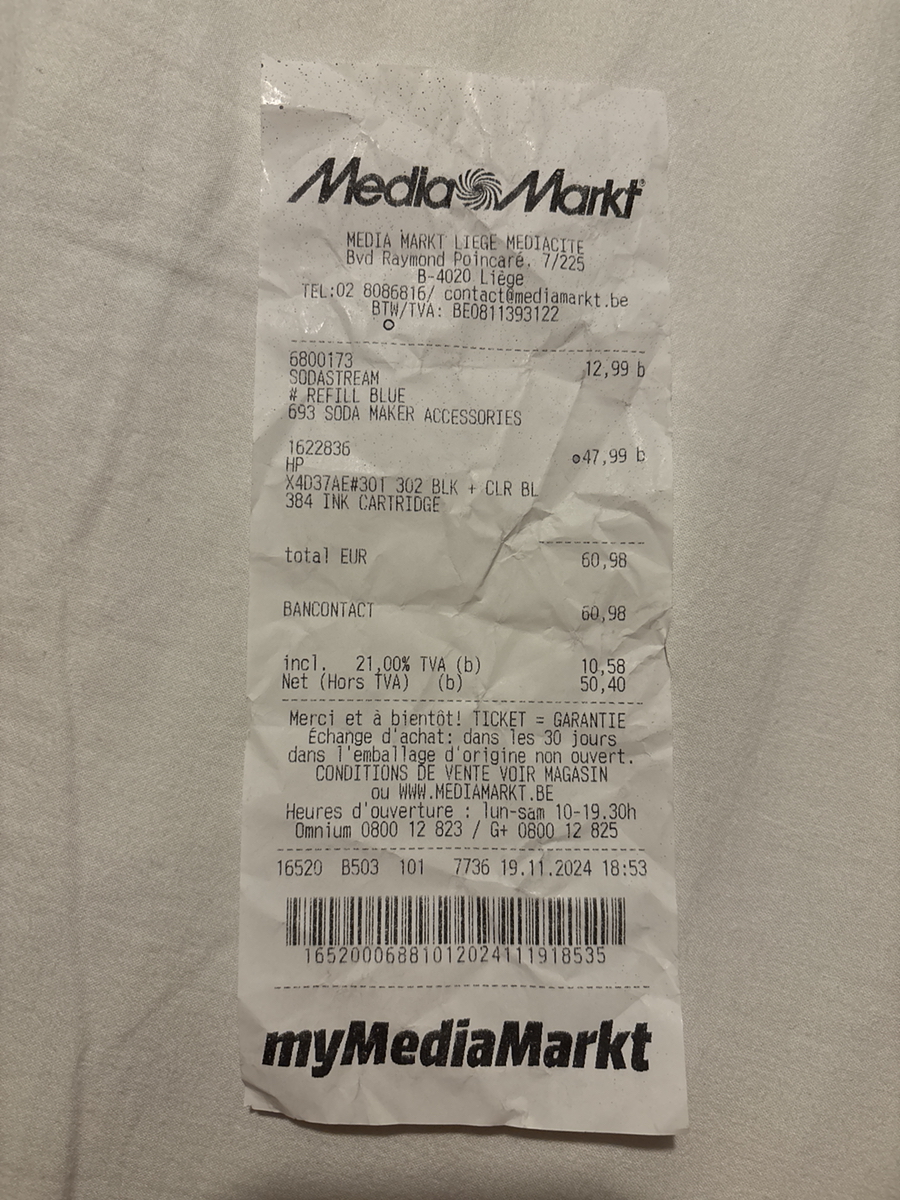 Media Markt
MEDIA MARKT LIEGE MEDIACITE
Bvd Raymond Poincaré. 7/225
B-4020 Liège
TEL:02 8086816/ contact@mediamarkt.be
BTW/TVA: BE0811393122
6800173 12,99 b
SODASTREAM
# REFILL BLUE
693 SODA MAKER ACCESSORIES
1622836 47,99 b
HP
X4D37AE#301 302 BLK + CLR BL
384 INK CARTRIDGE
total EUR 60,98
BANCONTACT 60,98
incl. 21,00% TVA (b) 10,58
Net (Hors TVA) (b) 50,40
Merci et à bientôt! TICKET = GARANTIE
Échange d'achat: dans les 30 jours
dans l'emballage d'origine non ouvert.
CONDITIONS DE VENTE VOIR MAGASIN
ou WWW.MEDIAMARKT.BE
Heures d'ouverture : lun-sam 10-19.30h
Omnium 0800 12 823 / G+ 0800 12 825
16520 B503 101 7736 19.11.2024 18:53
16520006881012024111918535
myMediaMarkt